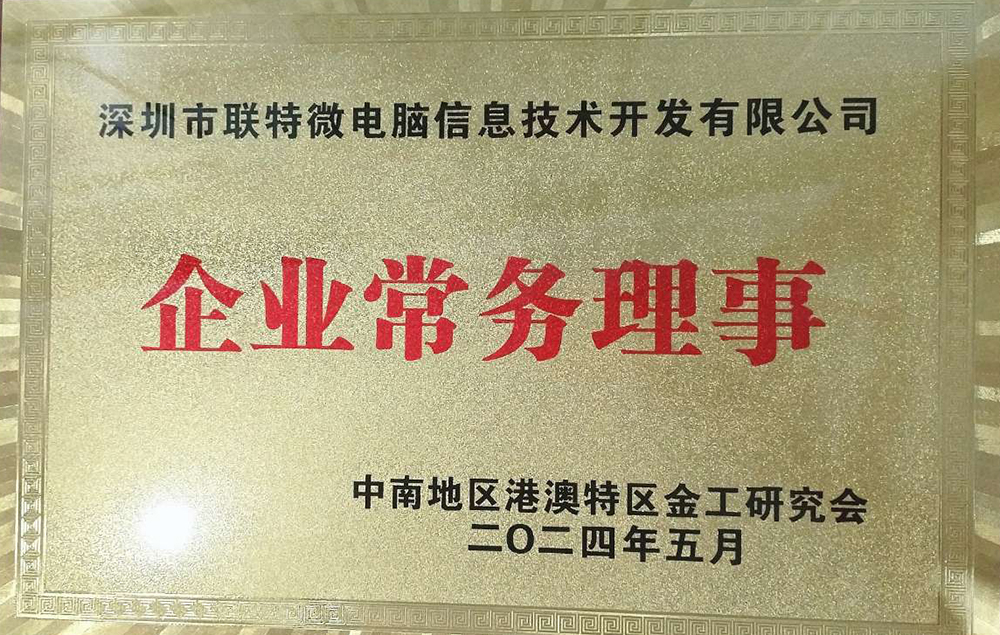 深圳市联特微电脑信息技术开发有限公司
企业常务理事
中南地区港澳特区金工研究会
二〇二四年五月